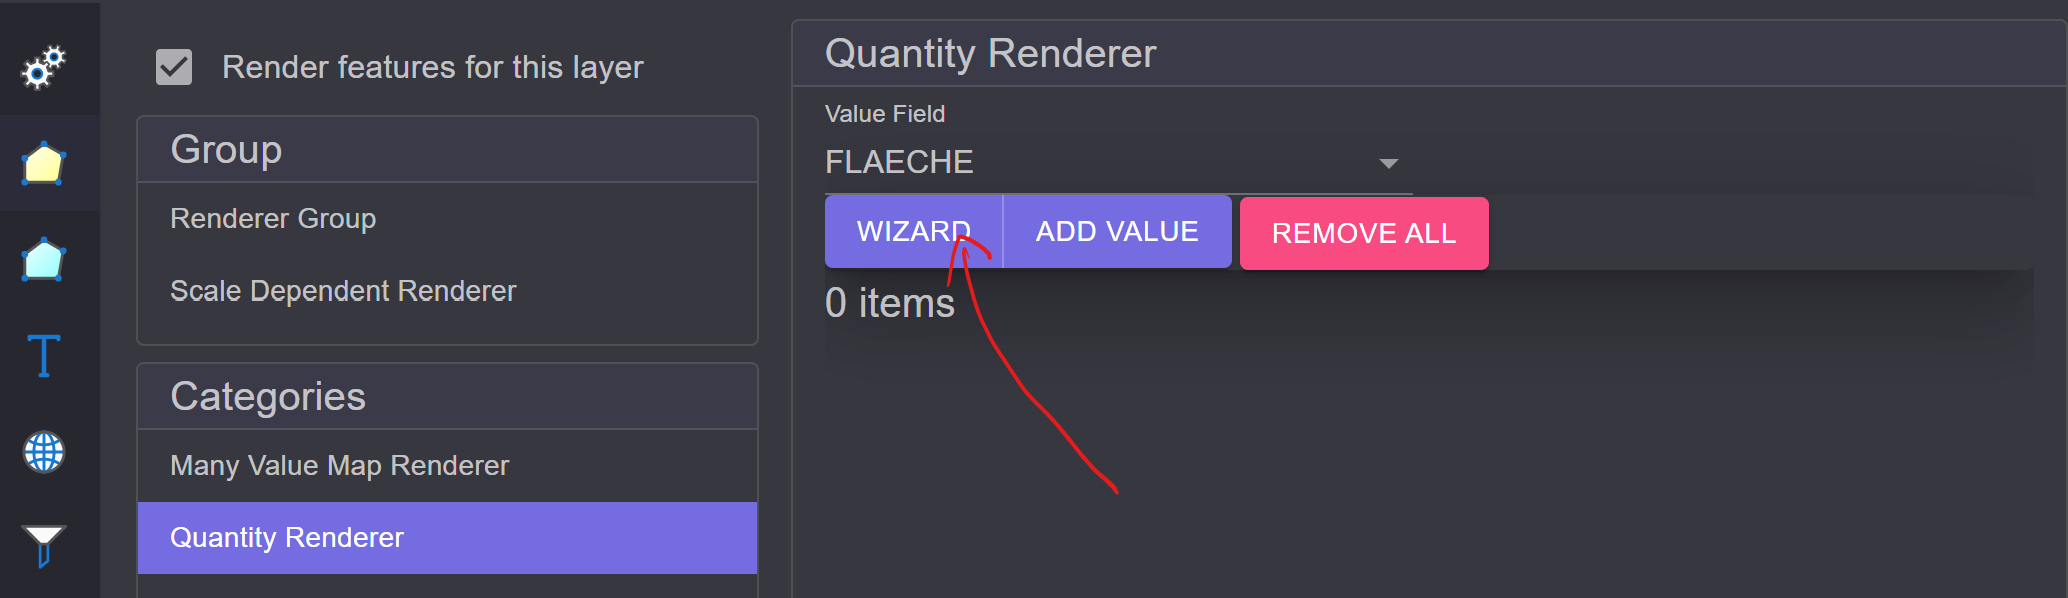 Render features for this layer
Group
Renderer Group
Scale Dependent Renderer
Categories
Many Value Map Renderer
Quantity Renderer
Quantity Renderer
Value Field
FLAECHE
WIZARD ADD VALUE REMOVE ALL
0 items